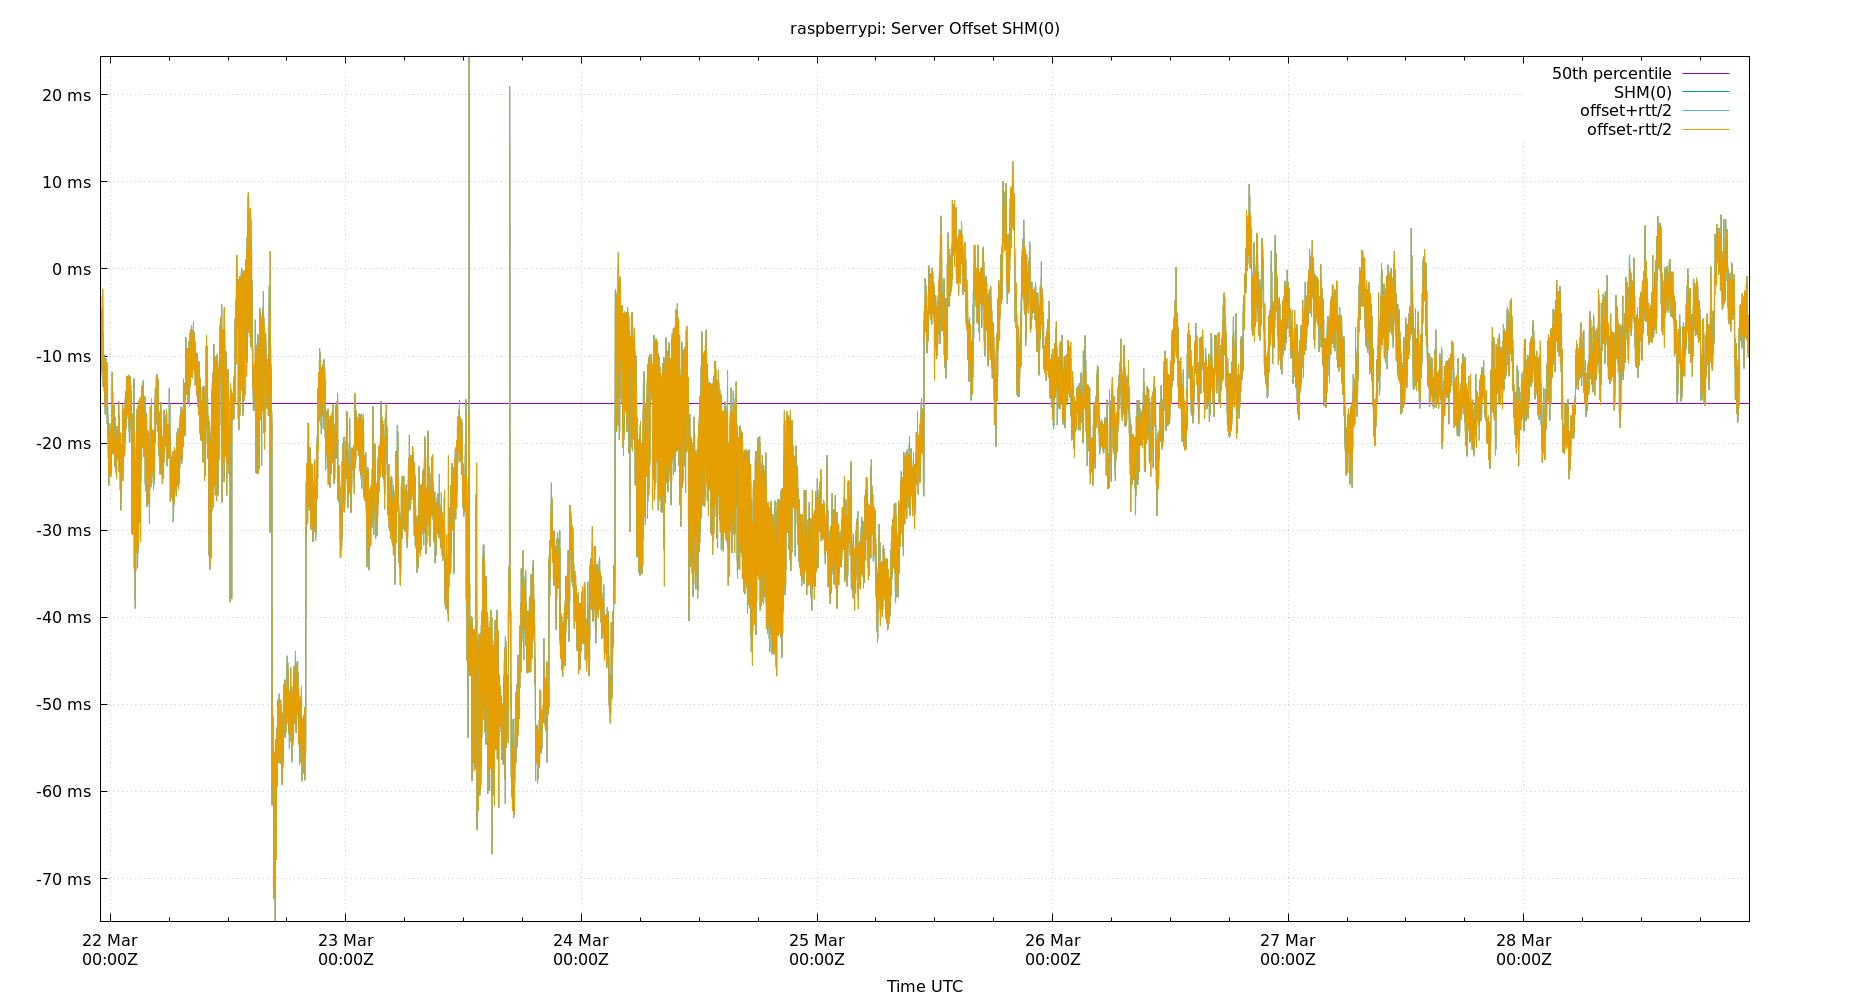 raspberrypi: Server Offset SHM(0)
50th percentile
SHM(0)
offset+rtt/2
offset-rtt/2
20 ms
10 ms
0 ms
-10 ms
-20 ms
-30 ms
-40 ms
-50 ms
-60 ms
-70 ms
22 Mar 23 Mar 24 Mar 25 Mar 26 Mar 27 Mar 28 Mar
00:00Z 00:00Z 00:00Z 00:00Z 00:00Z 00:00Z 00:00Z
Time UTC